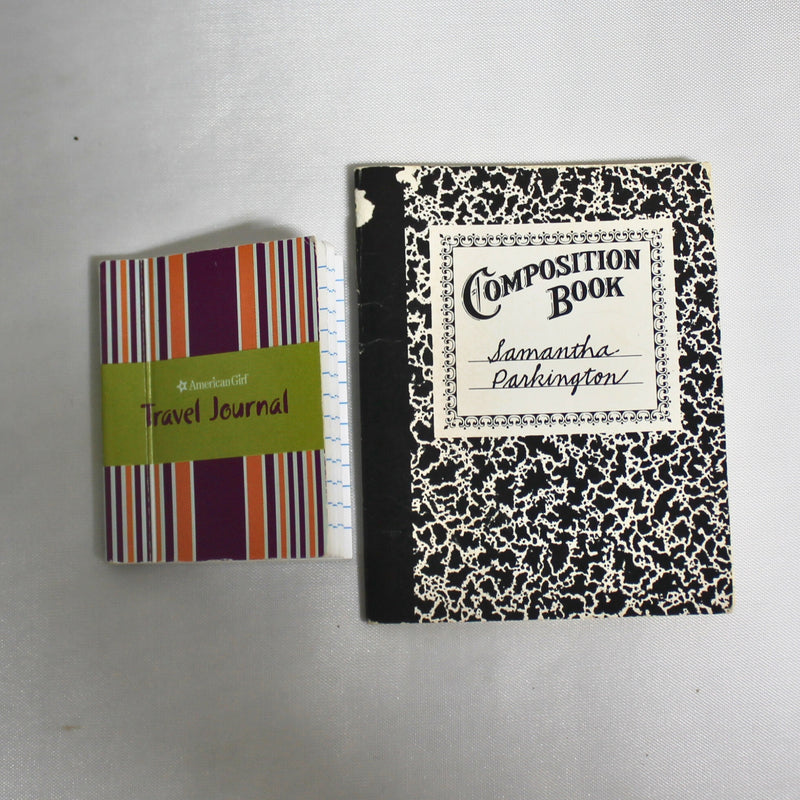 American Girl
Travel Journal
COMPOSITION
BOOK
Samantha
Parkington